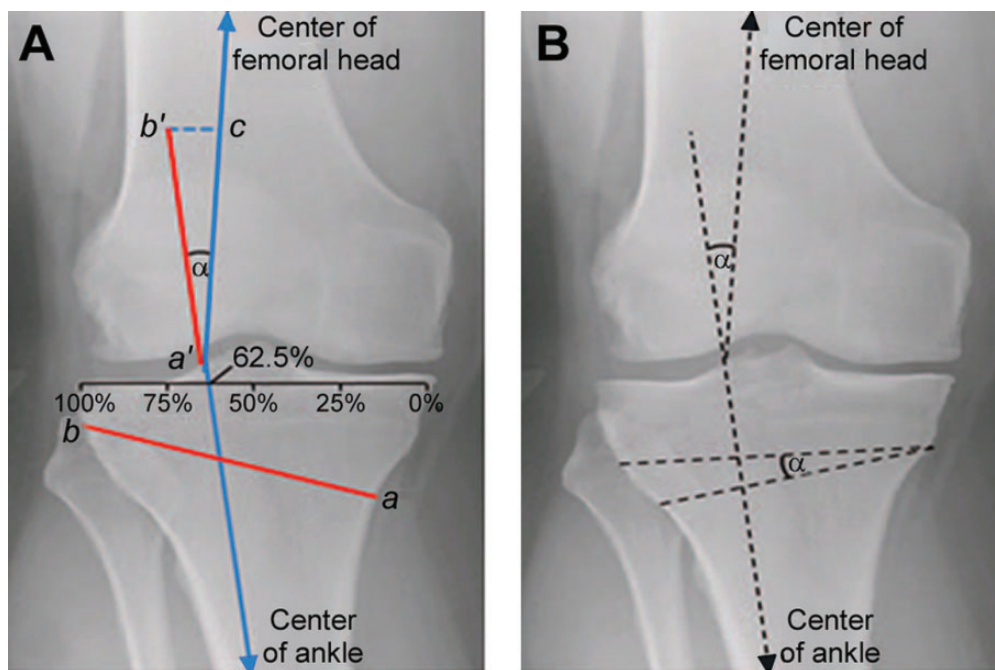 A
Center of
femoral head
b′
c
α
a′
62.5%
100% 75% 50% 25% 0%
b
a
Center
of ankle
B
Center of
femoral head
α
α
Center
of ankle